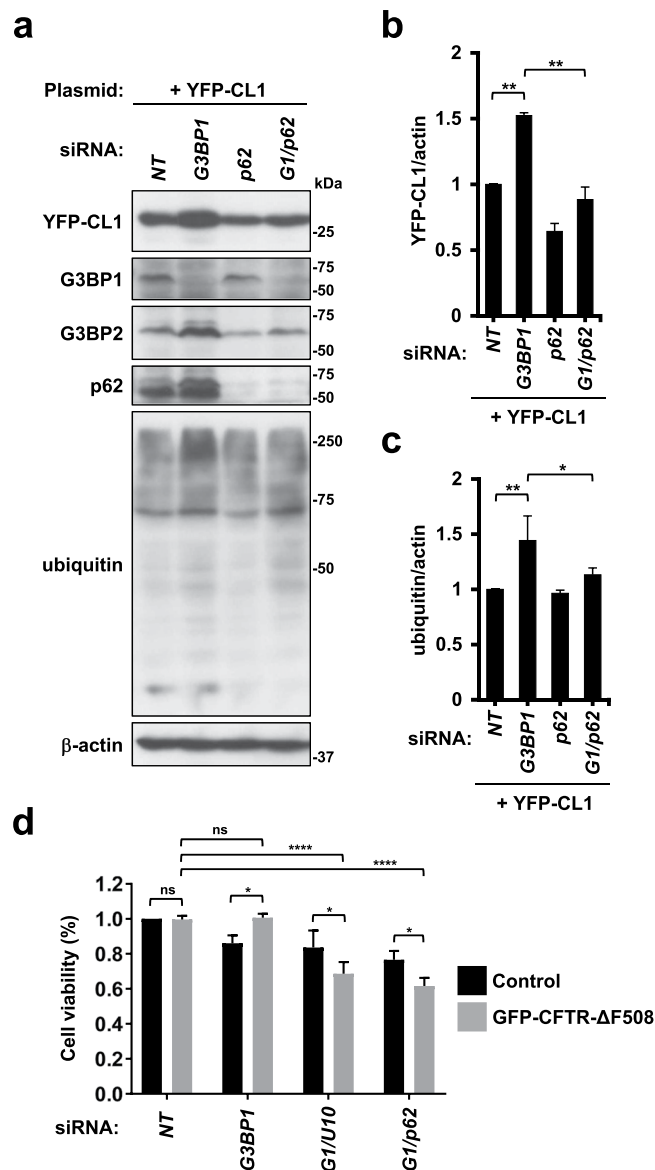 a
Plasmid: + YFP-CL1
siRNA: NT G3BP1 p62 G1/p62
kDa
YFP-CL1
-25
G3BP1
-75
-50
G3BP2
-75
-50
p62
-75
-50
ubiquitin
-250
-75
-50
β-actin
-37
b
YFP-CL1/actin
2
1.5
1
0.5
0
** **
siRNA: NT G3BP1 p62 G1/p62
+ YFP-CL1
c
ubiquitin/actin
2
1.5
1
0.5
0
** *
siRNA: NT G3BP1 p62 G1/p62
+ YFP-CL1
d
Cell viability (%)
1.2
1.0
0.8
0.6
0.4
0.2
0.0
ns
****
****
ns * * *
siRNA: NT G3BP1 G1/U10 G1/p62
Control
GFP-CFTR-ΔF508